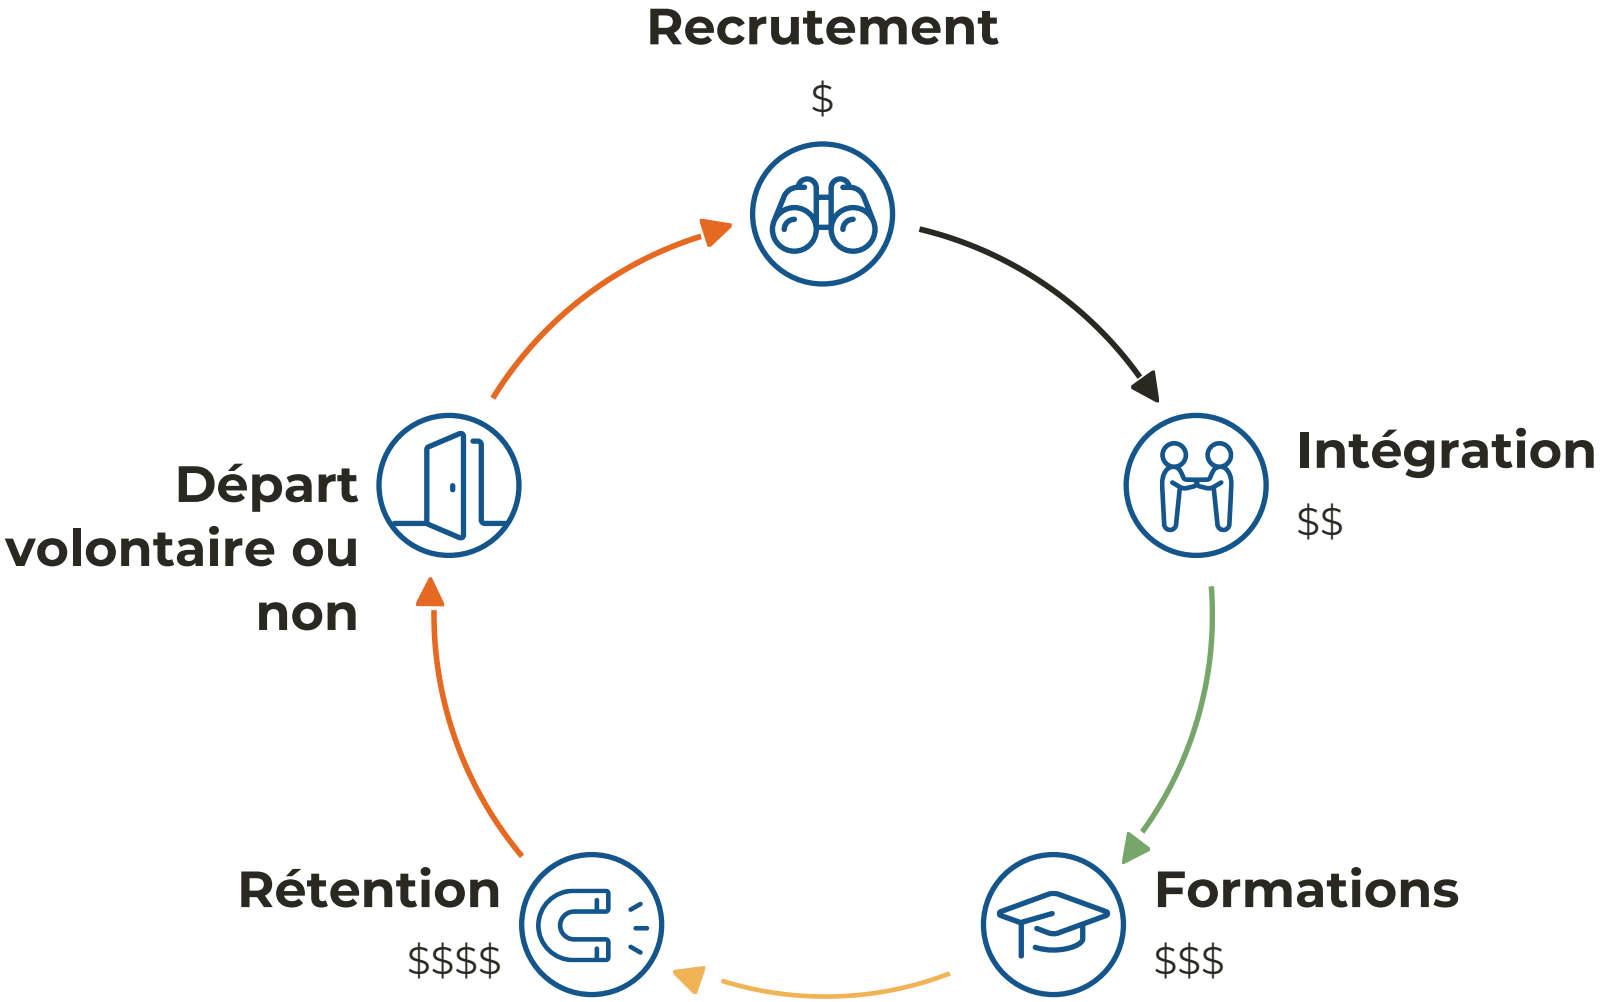 Recrutement
$
Intégration
$$
Formations
$$$
Rétention
$$$$
Départ
volontaire ou
non